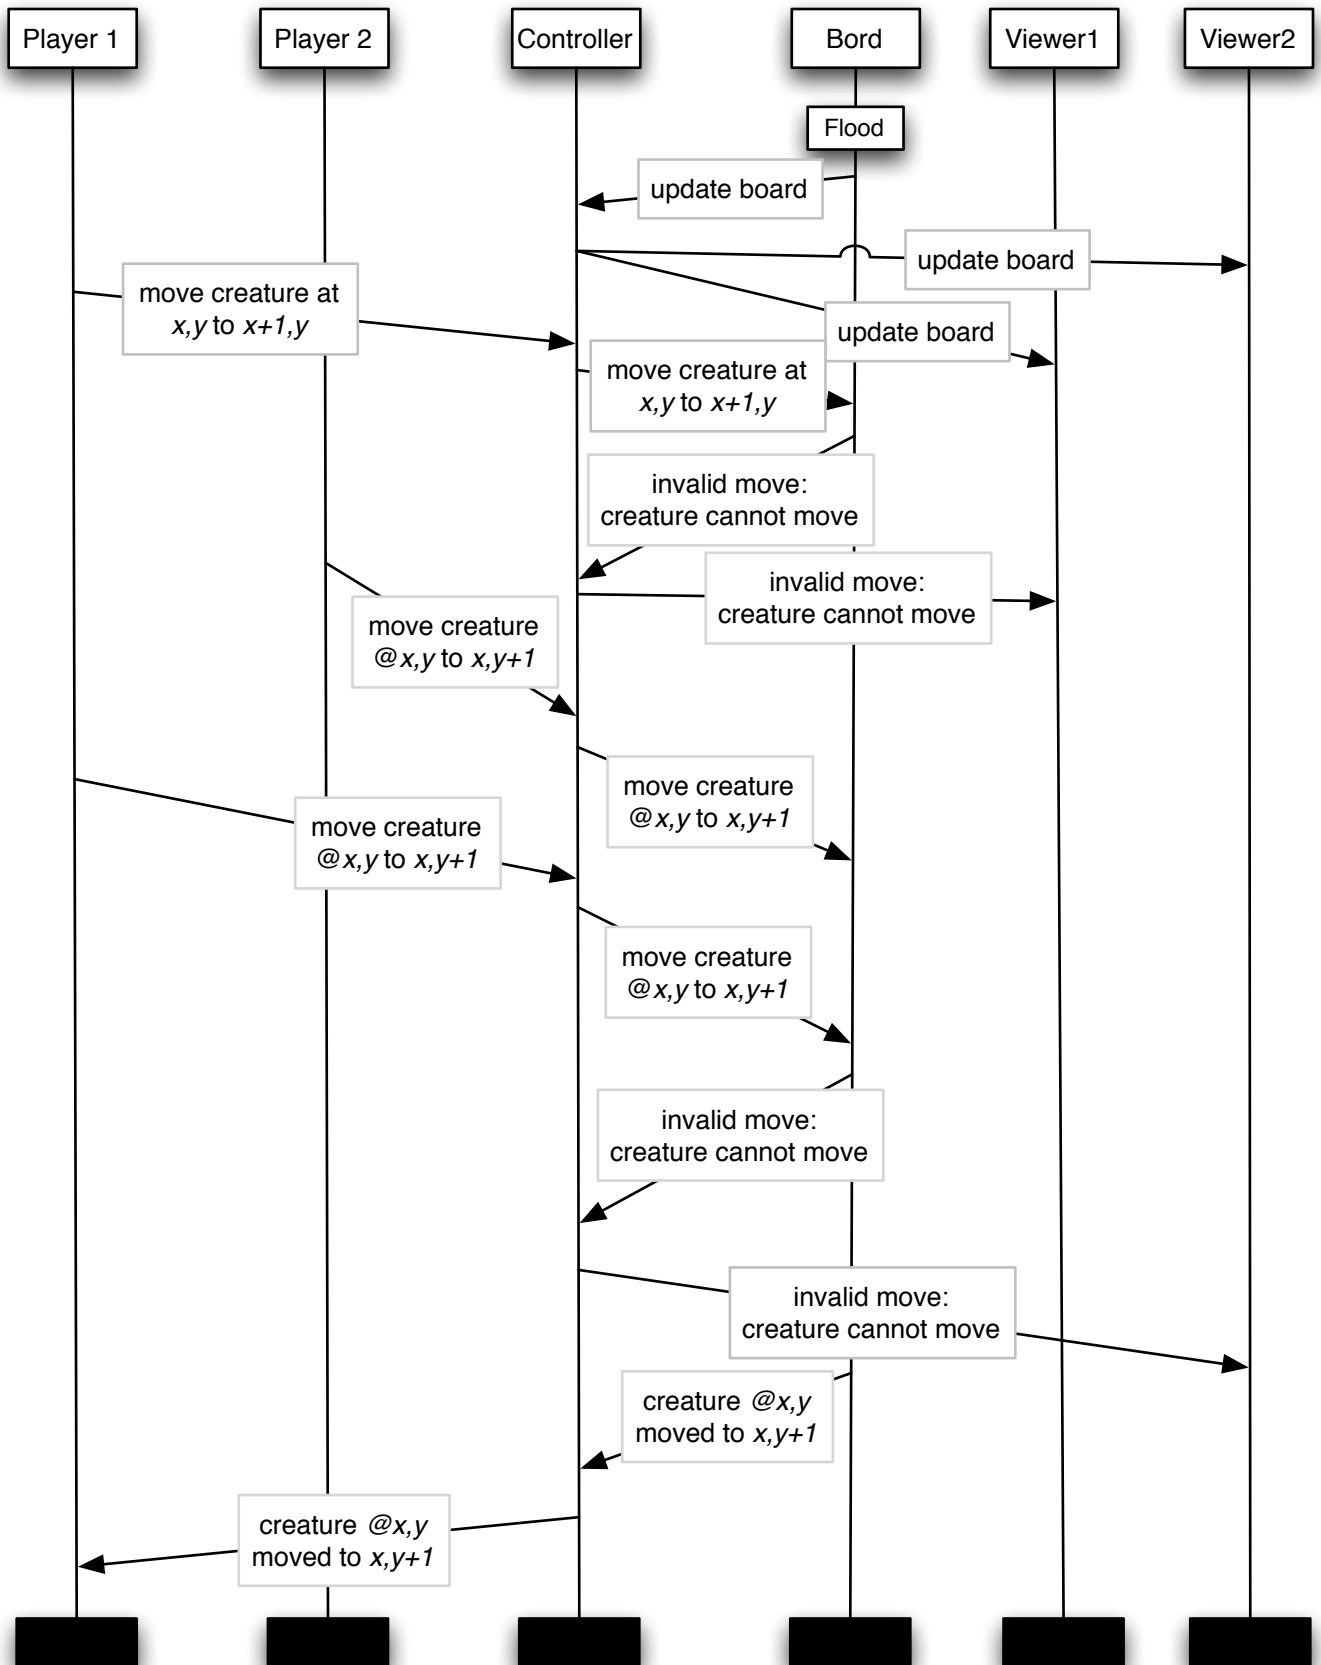 Player 1
Player 2
Controller
Bord
Viewer1
Viewer2
Flood
update board
update board
move creature at
x,y to x+1,y
update board
move creature at
x,y to x+1,y
invalid move:
creature cannot move
invalid move:
creature cannot move
move creature
@x,y to x,y+1
move creature
@x,y to x,y+1
move creature
@x,y to x,y+1
move creature
@x,y to x,y+1
invalid move:
creature cannot move
invalid move:
creature cannot move
creature @x,y
moved to x,y+1
creature @x,y
moved to x,y+1